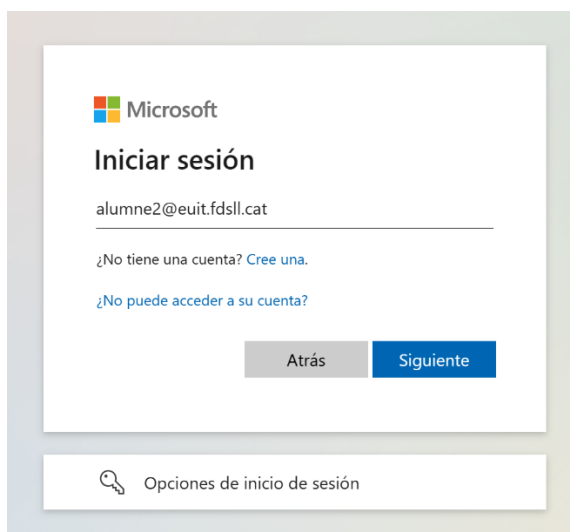 Microsoft
Iniciar sesión
alumne2@euit.fdsll.cat
¿No tiene una cuenta? Cree una.
¿No puede acceder a su cuenta?
Atrás
Siguiente
Opciones de inicio de sesión